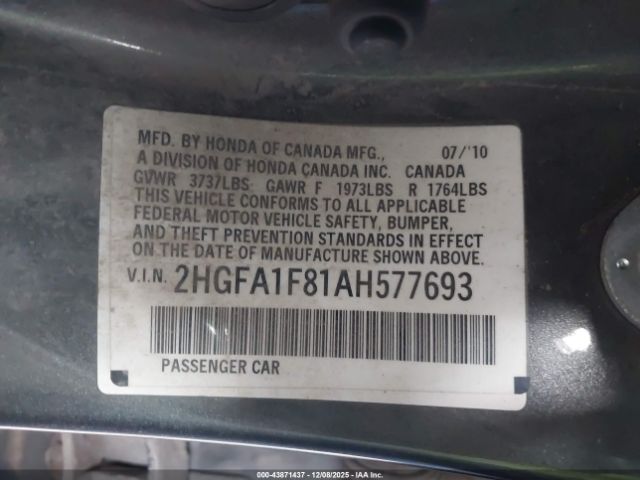 MFD. BY HONDA OF CANADA MFG., 07/'10
A DIVISION OF HONDA CANADA INC. CANADA
GVWR 3737LBS GAWR F 1973LBS R 1764LBS
THIS VEHICLE CONFORMS TO ALL APPLICABLE
FEDERAL MOTOR VEHICLE SAFETY, BUMPER,
AND THEFT PREVENTION STANDARDS IN EFFECT
ON THE DATE OF MANUFACTURE SHOWN ABOVE.
V.I.N. 2HGFA1F81AH577693
PASSENGER CAR
000-43871437 - 12/08/2025 - IAAI.COM